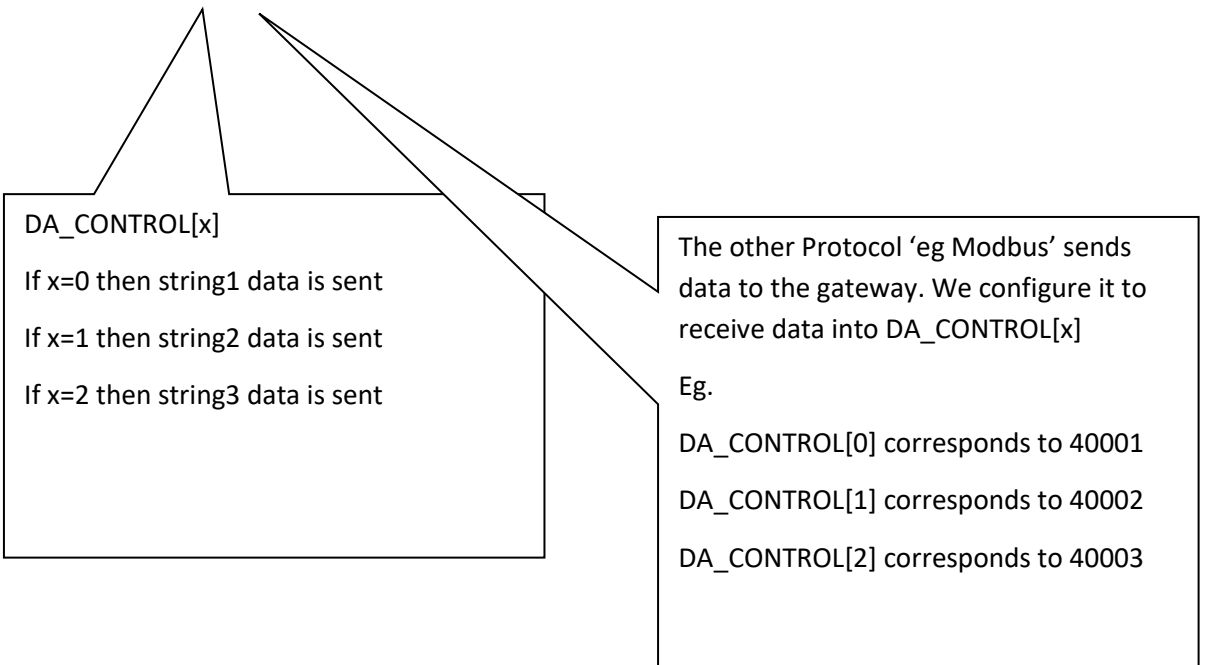 DA_CONTROL[x]
If x=0 then string1 data is sent
If x=1 then string2 data is sent
If x=2 then string3 data is sent
The other Protocol ‘eg Modbus’ sends
data to the gateway. We configure it to
receive data into DA_CONTROL[x]
Eg.
DA_CONTROL[0] corresponds to 40001
DA_CONTROL[1] corresponds to 40002
DA_CONTROL[2] corresponds to 40003